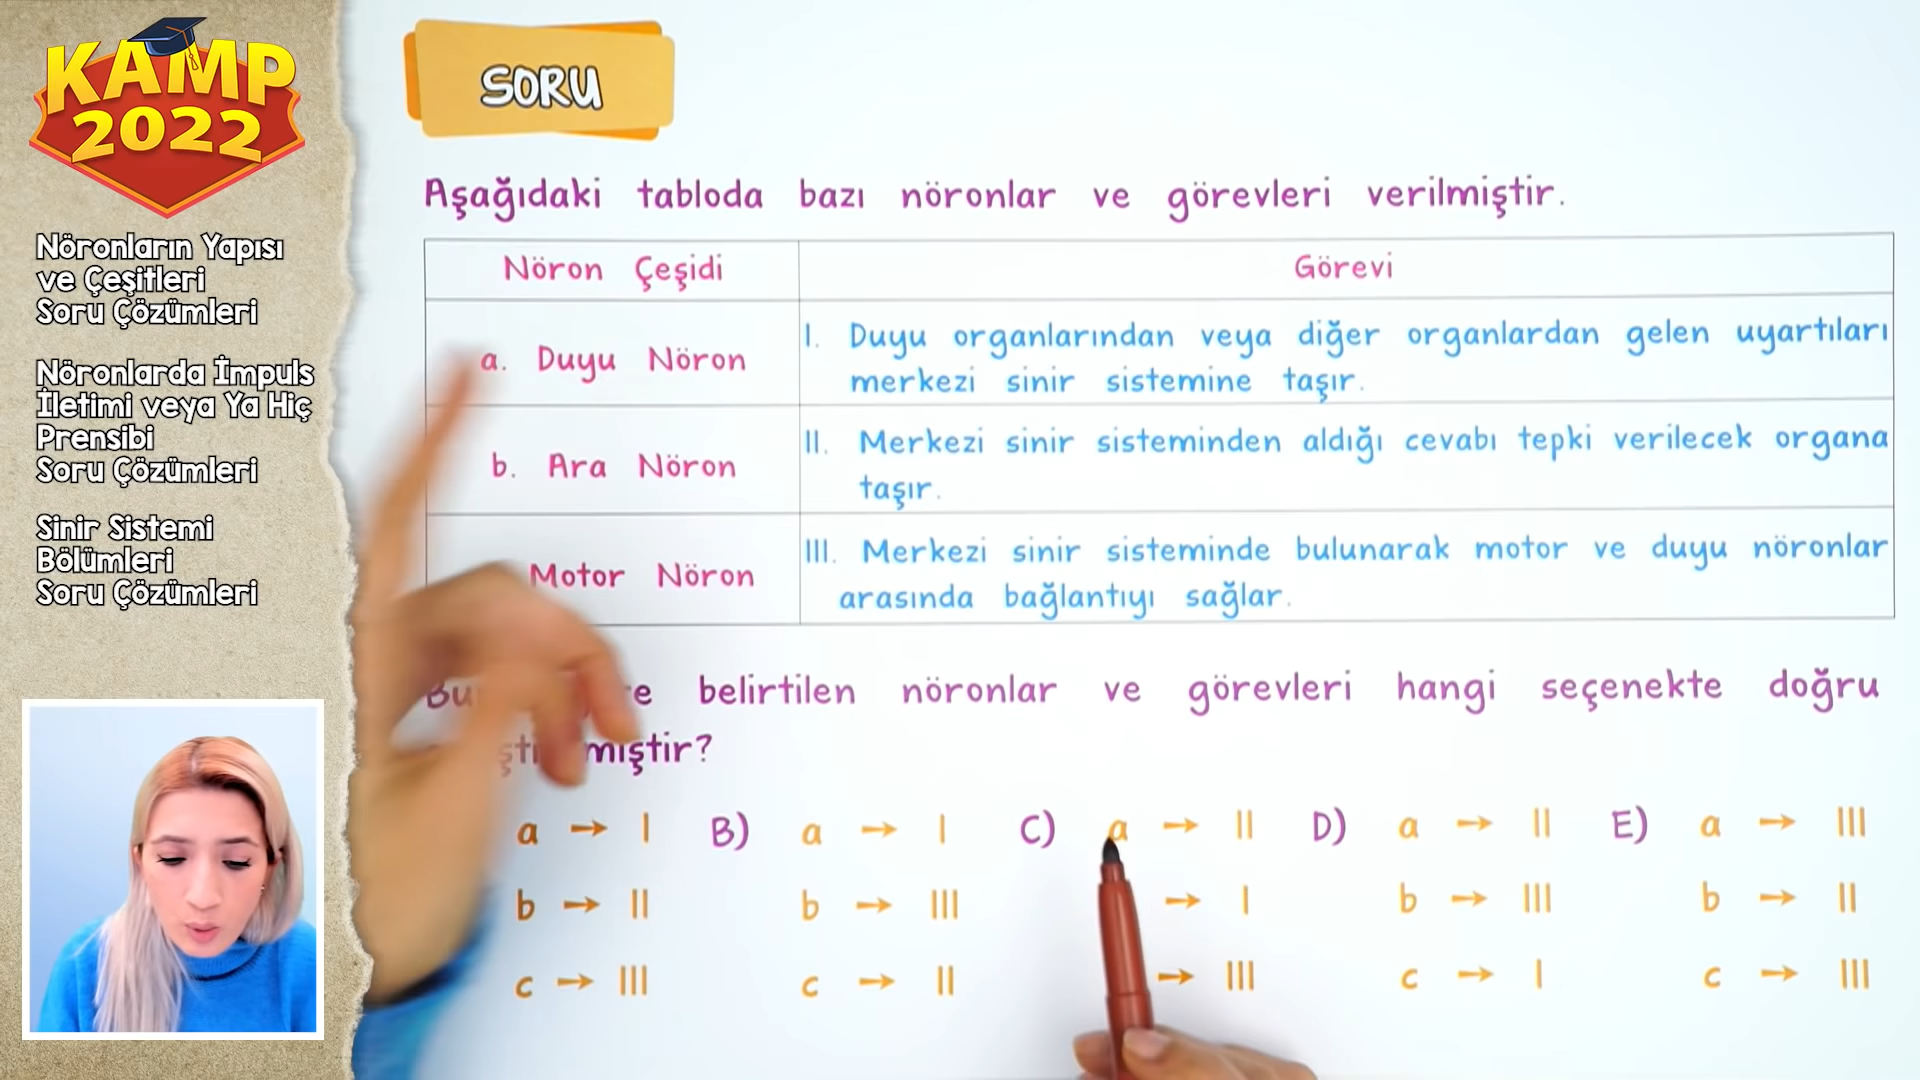 KAMP
2022
Nöronların Yapısı
ve Çeşitleri
Soru Çözümleri
Nöronlarda İmpuls
İletimi veya Ya Hiç
Prensibi
Soru Çözümleri
Sinir Sistemi
Bölümleri
Soru Çözümleri
SORU
Aşağıdaki tabloda bazı nöronlar ve görevleri verilmiştir.
Nöron Çeşidi Görevi
a. Duyu Nöron
I. Duyu organlarından veya diğer organlardan gelen uyartıları
merkezi sinir sistemine taşır.
b. Ara Nöron
II. Merkezi sinir sisteminden aldığı cevabı tepki verilecek organa
taşır.
Motor Nöron
III. Merkezi sinir sisteminde bulunarak motor ve duyu nöronlar
arasında bağlantıyı sağlar.
belirtilen nöronlar ve görevleri hangi seçenekte doğru
a → I B) a → I C) a → II D) a → II E) a → III
b → II b → III → I b → III b → II
c → III c → II → III c → I c → III